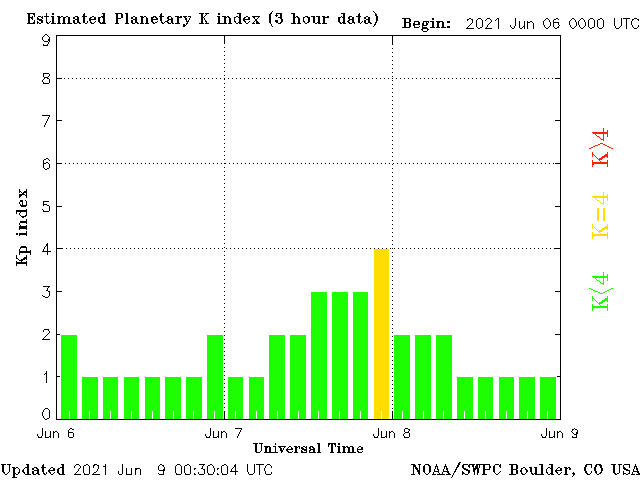 Estimated Planetary K index (3 hour data)
Begin: 2021 Jun 06 0000 UTC
9
8
7
6
5
4
3
2
1
0
Kp index
K>4
K=4
K<4
Jun 6
Jun 7
Jun 8
Jun 9
Universal Time
Updated 2021 Jun 9 00:30:04 UTC
NOAA/SWPC Boulder, CO USA